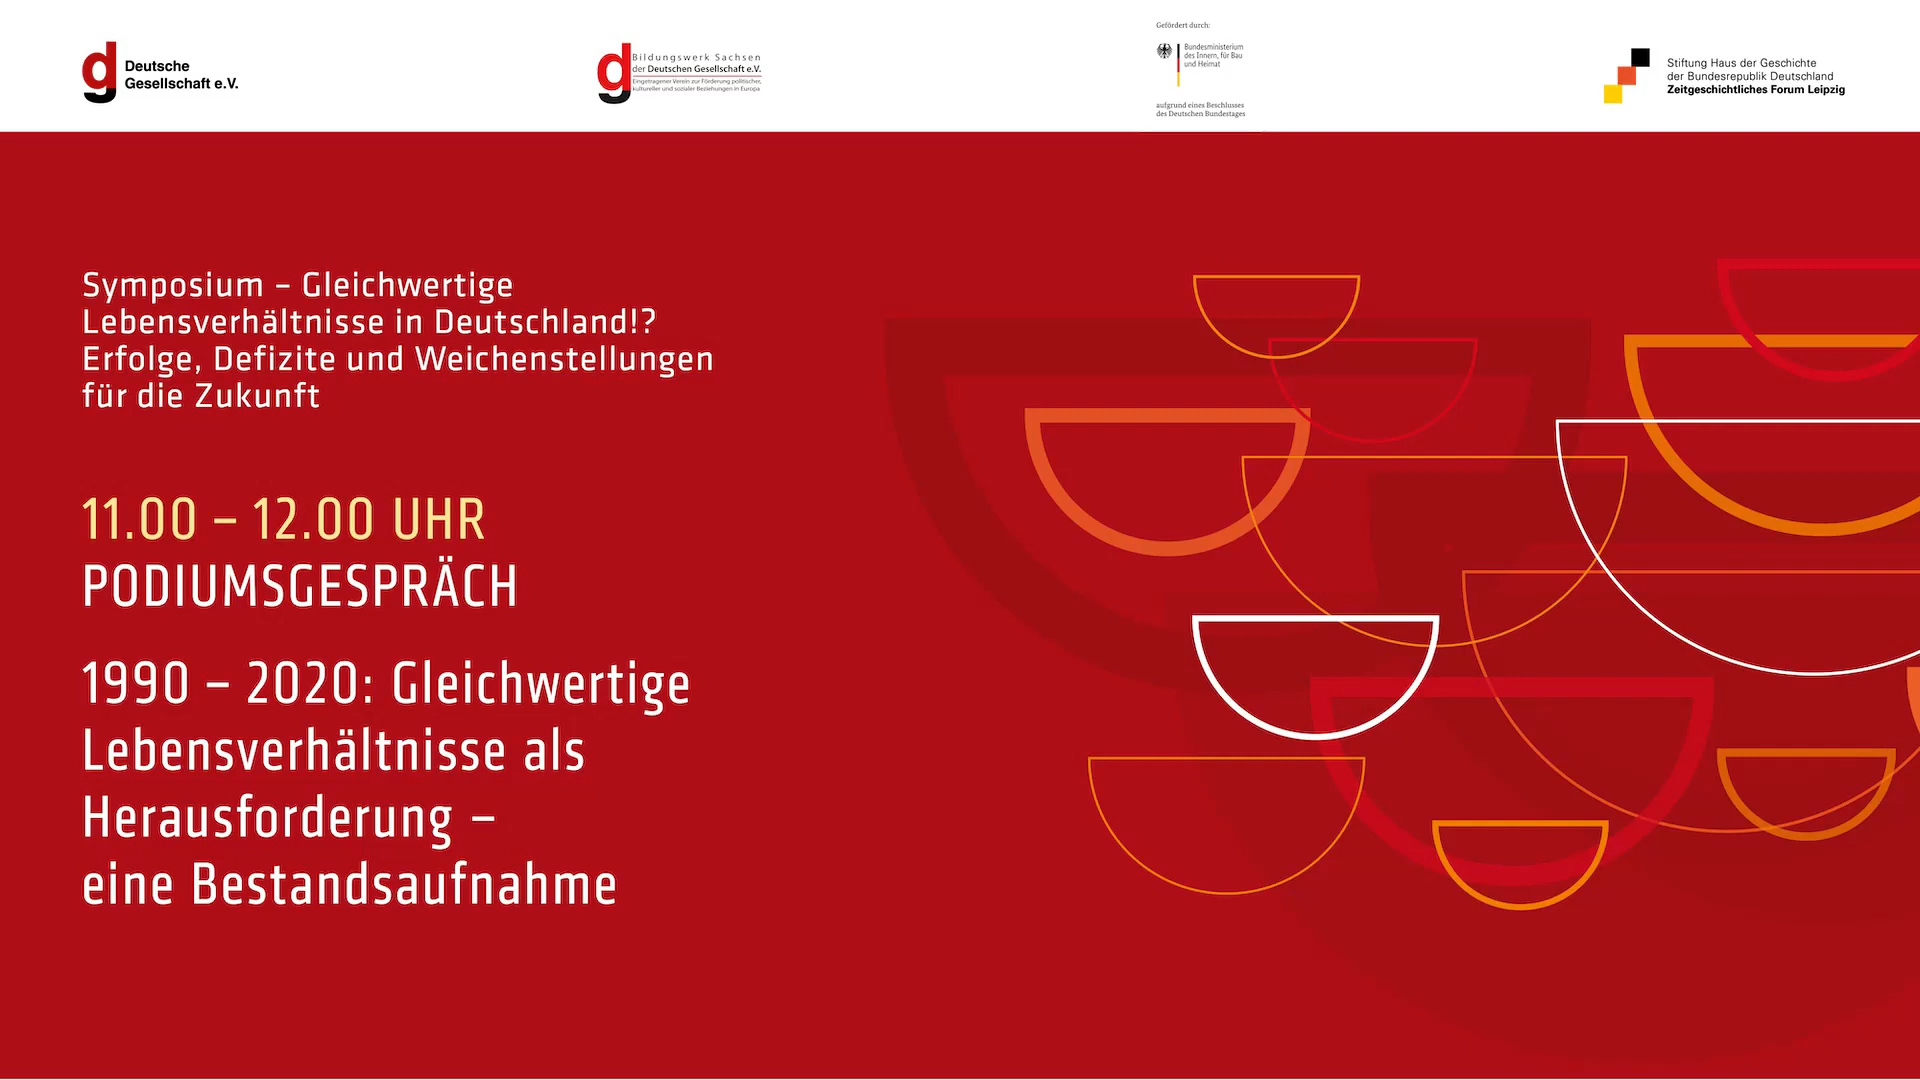 Deutsche
Gesellschaft e.V.
Bildungswerk Sachsen
der Deutschen Gesellschaft e.V.
Eingetragener Verein zur Förderung politischer,
kultureller und sozialer Beziehungen in Europa
Gefördert durch:
Bundesministerium
des Innern, für Bau
und Heimat
aufgrund eines Beschlusses
des Deutschen Bundestages
Stiftung Haus der Geschichte
der Bundesrepublik Deutschland
Zeitgeschichtliches Forum Leipzig
Symposium – Gleichwertige
Lebensverhältnisse in Deutschland!?
Erfolge, Defizite und Weichenstellungen
für die Zukunft
11.00 – 12.00 UHR
PODIUMSGESPRÄCH
1990 – 2020: Gleichwertige
Lebensverhältnisse als
Herausforderung –
eine Bestandsaufnahme